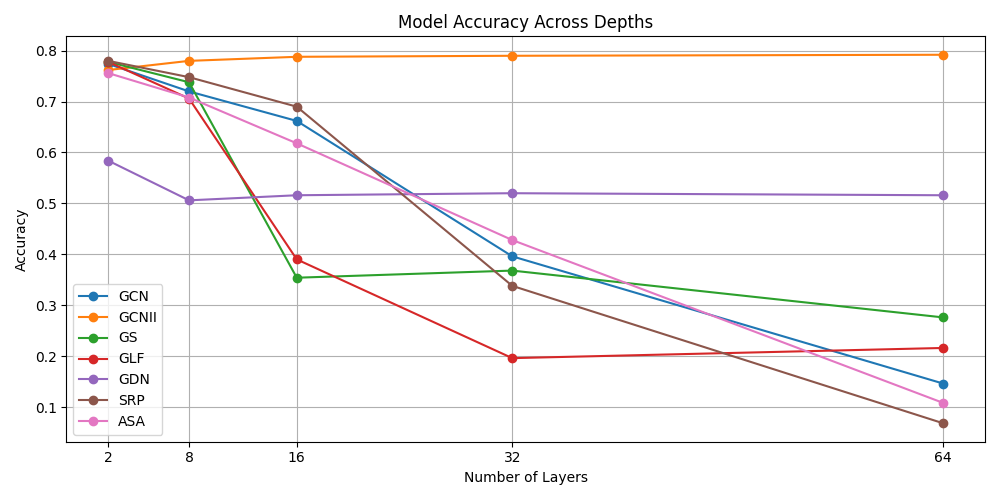 Model Accuracy Across Depths
Accuracy
0.8
0.7
0.6
0.5
0.4
0.3
0.2
0.1
GCN
GCNII
GS
GLF
GDN
SRP
ASA
2 8 16 32 64
Number of Layers